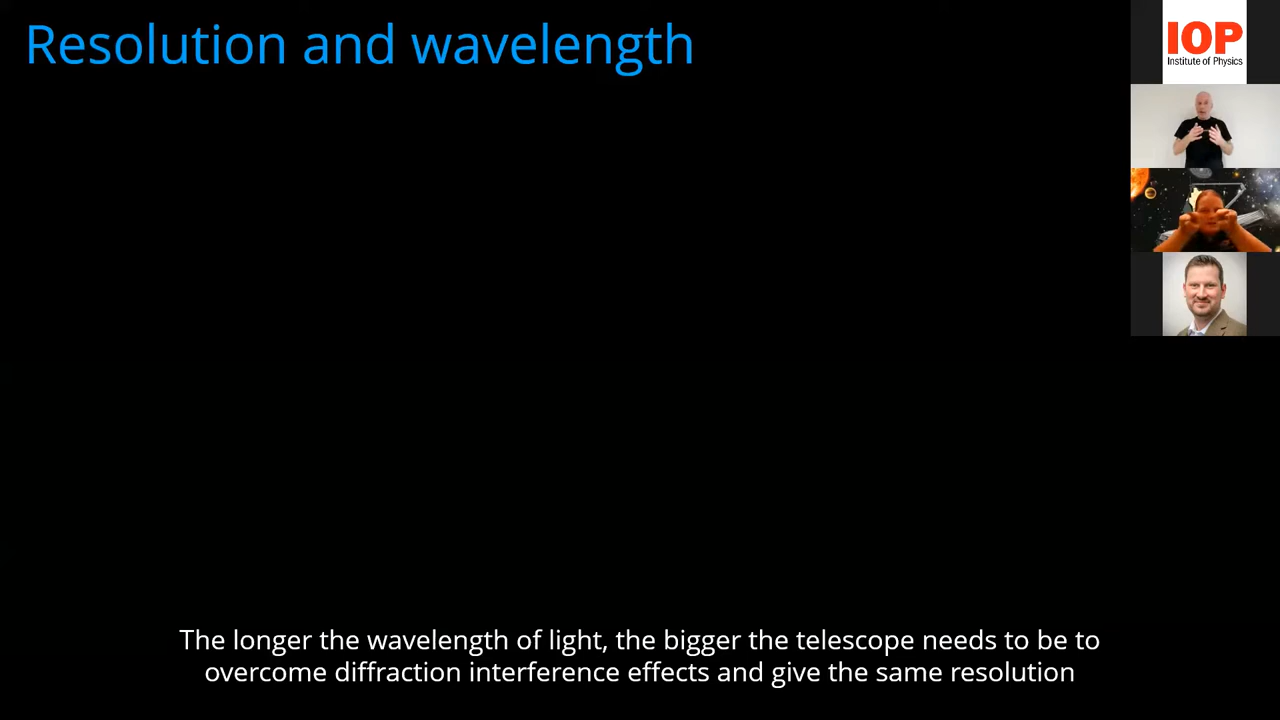 Resolution and wavelength
IOP
Institute of Physics
The longer the wavelength of light, the bigger the telescope needs to be to
overcome diffraction interference effects and give the same resolution